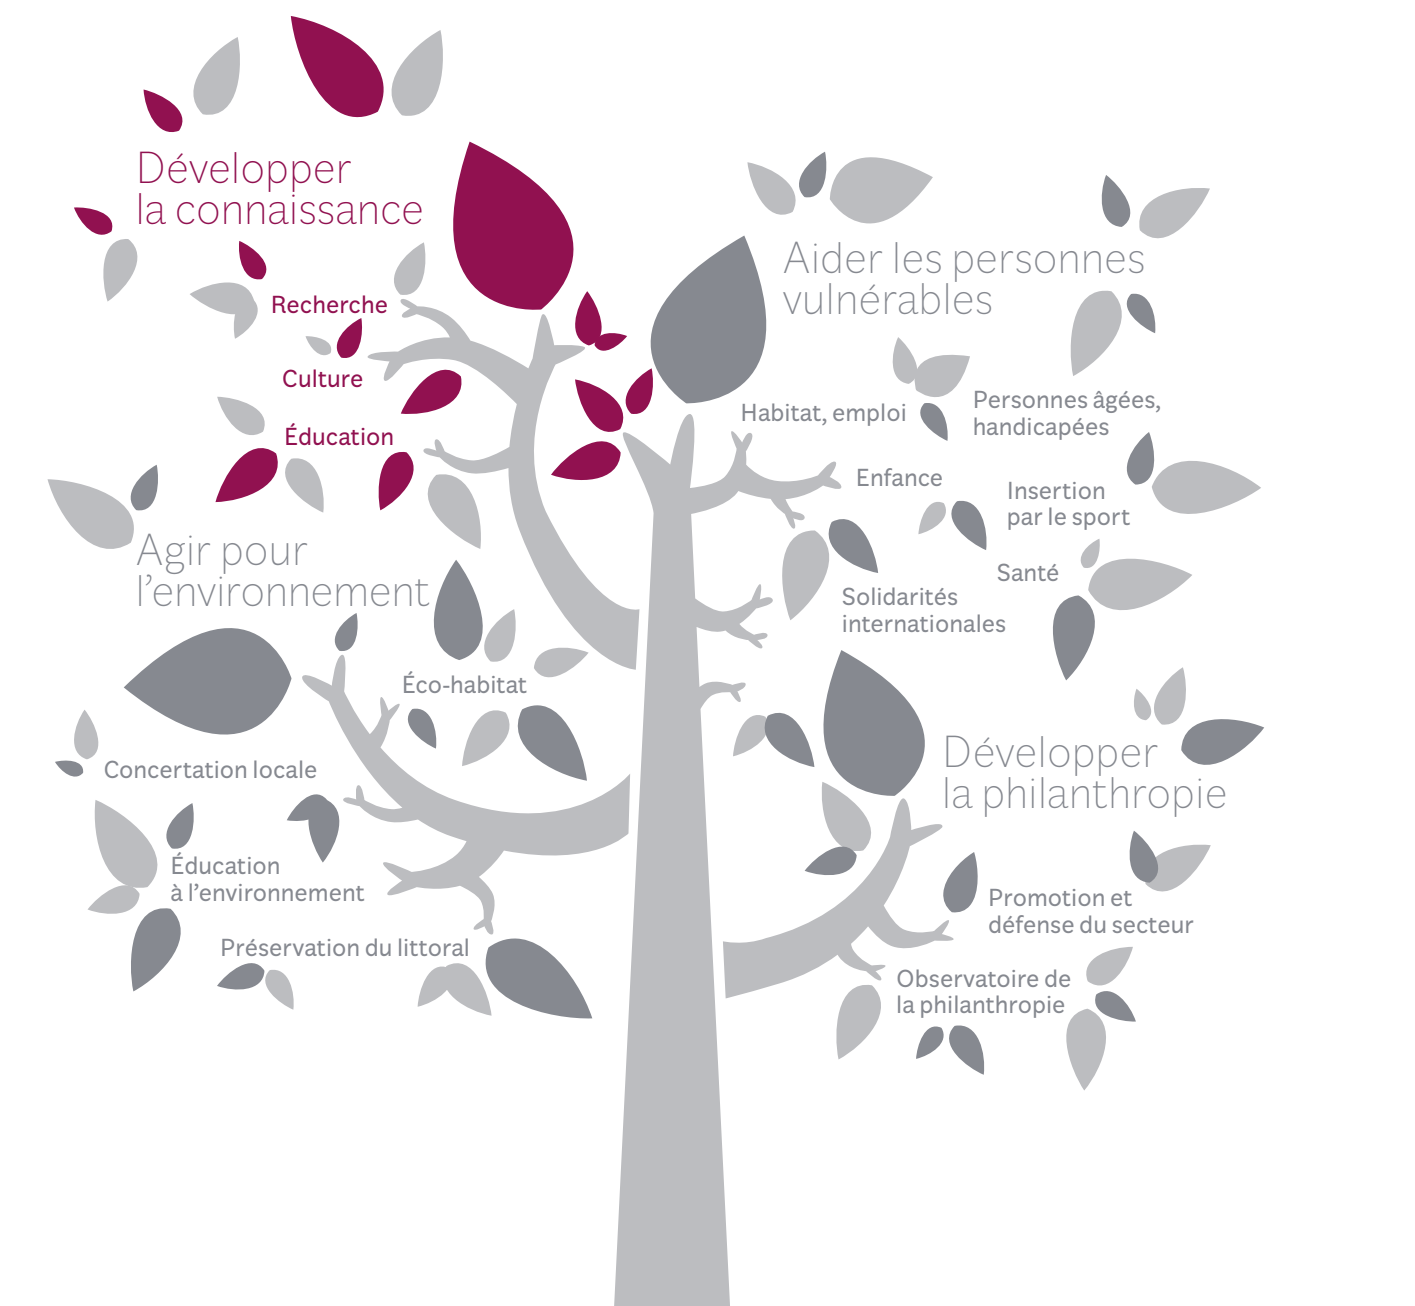 Développer
la connaissance
Recherche
Culture
Éducation
Aider les personnes
vulnérables
Habitat, emploi
Personnes âgées,
handicapées
Enfance
Insertion
par le sport
Santé
Solidarités
internationales
Agir pour
l’environnement
Éco-habitat
Concertation locale
Éducation
à l’environnement
Préservation du littoral
Développer
la philanthropie
Promotion et
défense du secteur
Observatoire de
la philanthropie